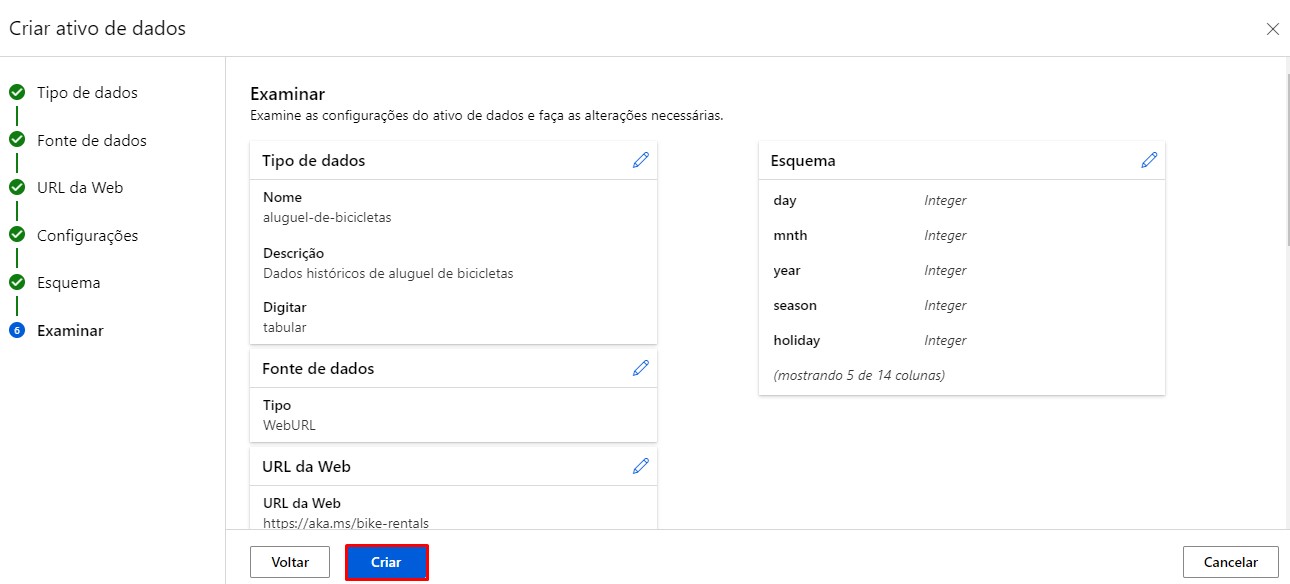 Criar ativo de dados
Tipo de dados
Fonte de dados
URL da Web
Configurações
Esquema
6 Examinar
Examinar
Examine as configurações do ativo de dados e faça as alterações necessárias.
Tipo de dados
Nome
aluguel-de-bicicletas
Descrição
Dados históricos de aluguel de bicicletas
Digitar
tabular
Fonte de dados
Tipo
WebURL
URL da Web
URL da Web
https://aka.ms/bike-rentals
Esquema
day Integer
mnth Integer
year Integer
season Integer
holiday Integer
(mostrando 5 de 14 colunas)
Voltar
Criar
Cancelar